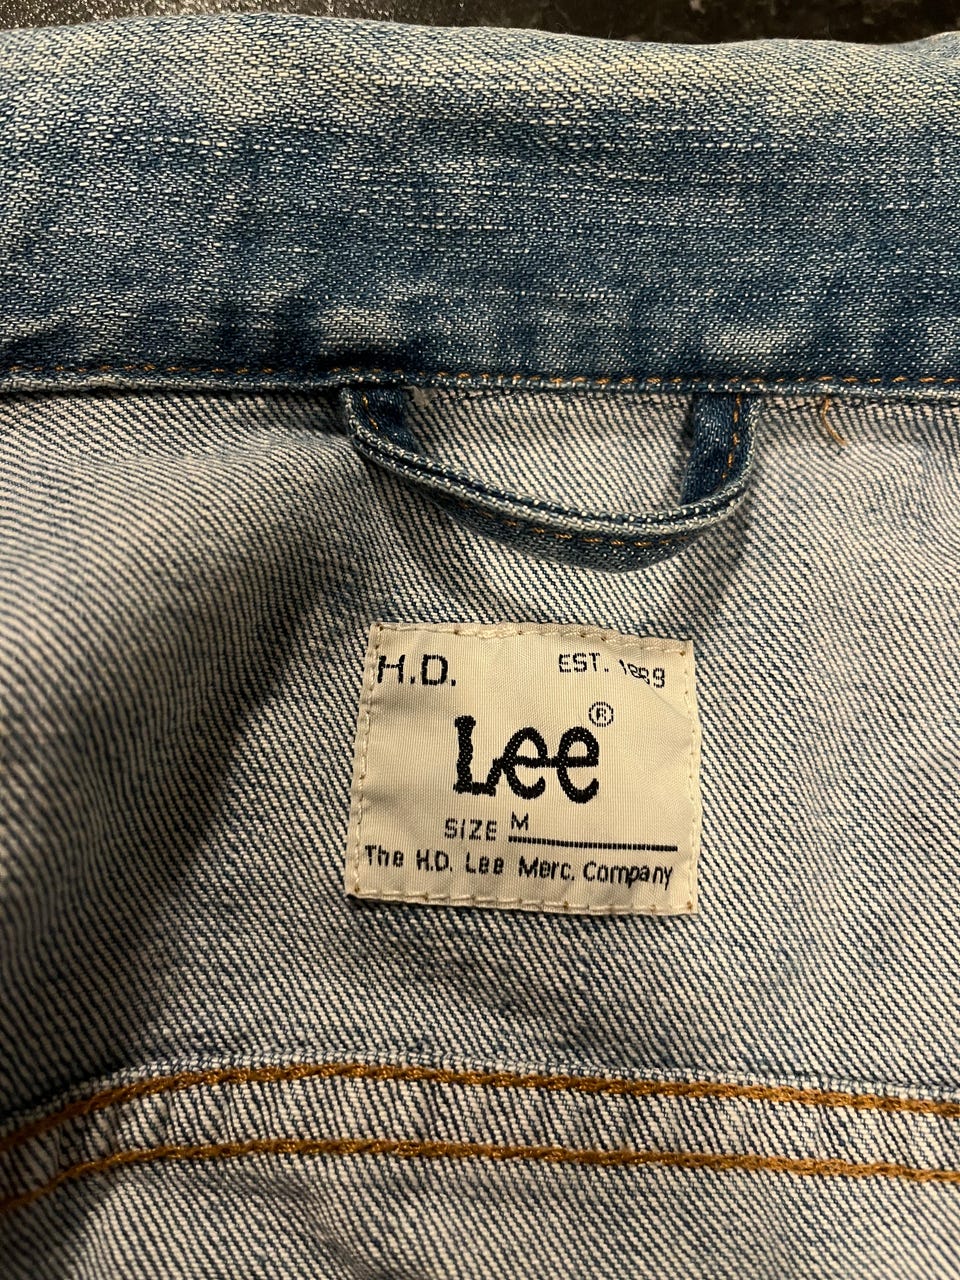 H.D. EST. 1889
Lee®
SIZE M
The H.D. Lee Merc. Company